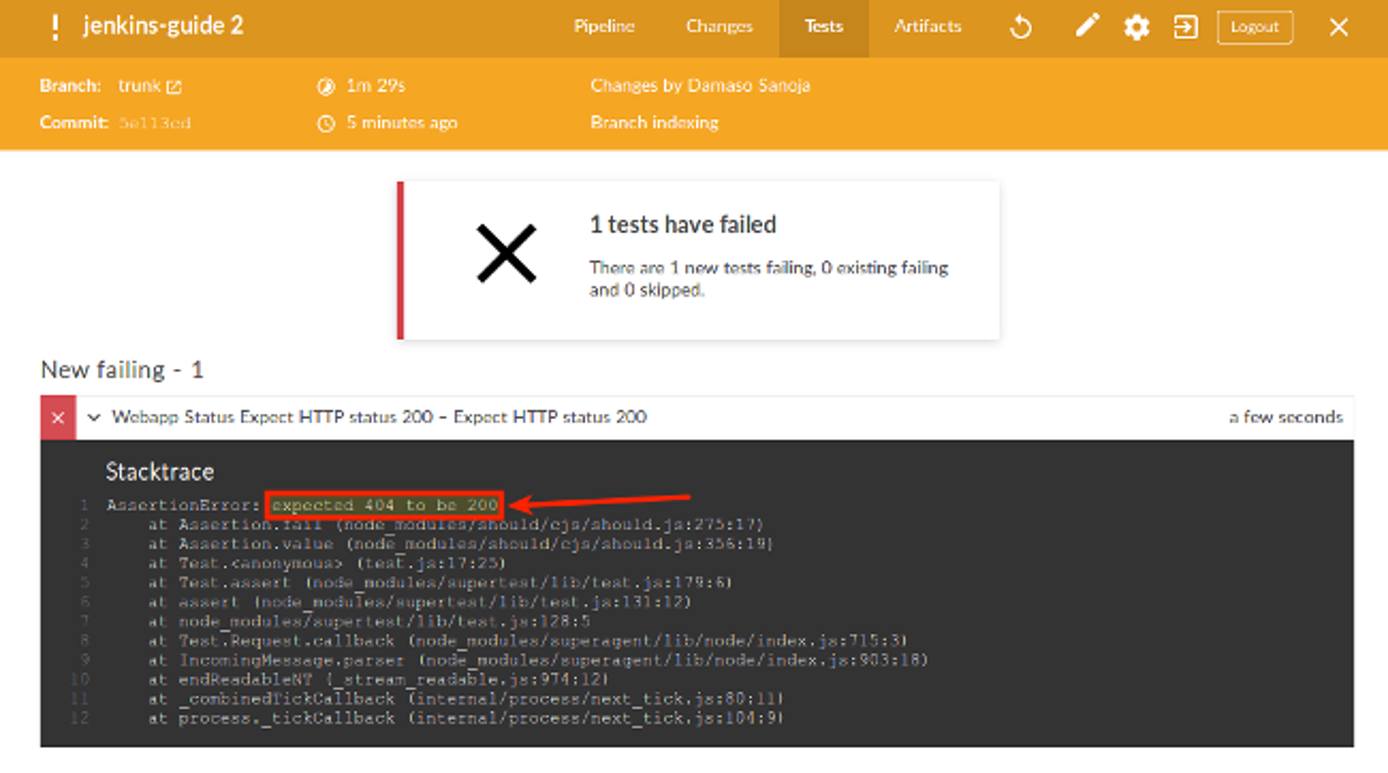 jenkins-guide 2
Pipeline Changes Tests Artifacts Logout
Branch: trunk 1m 29s Changes by Damaso Sanoja
Commit: 5e113cd 5 minutes ago Branch indexing
1 tests have failed
There are 1 new tests failing, 0 existing failing
and 0 skipped.
New failing - 1
Webapp Status Expect HTTP status 200 – Expect HTTP status 200 a few seconds
Stacktrace
1 AssertionError: expected 404 to be 200
2 at Assertion.fail (node_modules/should/cjs/should.js:275:17)
3 at Assertion.value (node_modules/should/cjs/should.js:356:19)
4 at Test.<anonymous> (test.js:17:25)
5 at Test.assert (node_modules/supertest/lib/test.js:179:6)
6 at assert (node_modules/supertest/lib/test.js:131:12)
7 at node_modules/supertest/lib/test.js:128:5
8 at Test.Request.callback (node_modules/superagent/lib/node/index.js:715:3)
9 at IncomingMessage.parser (node_modules/superagent/lib/node/index.js:903:18)
10 at endReadableNT (_stream_readable.js:974:12)
11 at _combinedTickCallback (internal/process/next_tick.js:80:11)
12 at process._tickCallback (internal/process/next_tick.js:104:9)